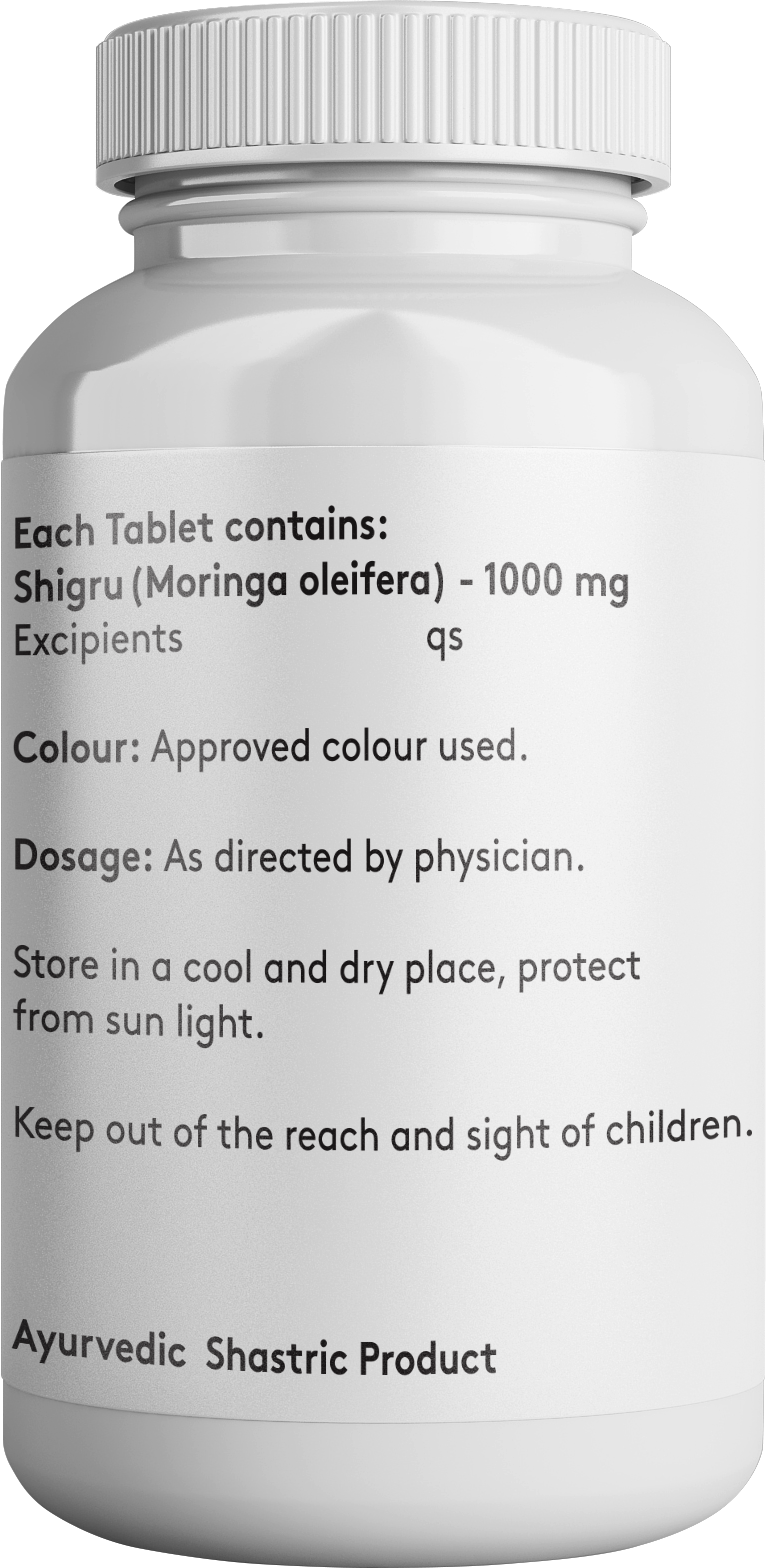 Each Tablet contains:
Shigru (Moringa oleifera) - 1000 mg
Excipients qs
Colour: Approved colour used.
Dosage: As directed by physician.
Store in a cool and dry place, protect
from sun light.
Keep out of the reach and sight of children.
Ayurvedic Shastric Product